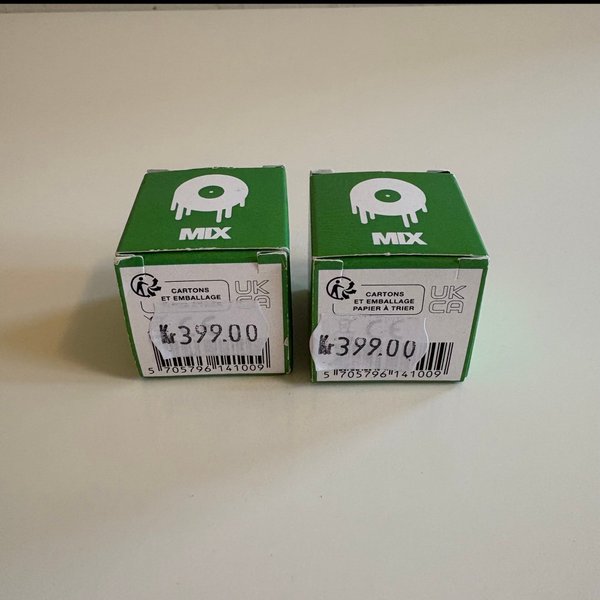 MIX
CARTONS
ET EMBALLAGE
UK
CA
Kr399.00
5 705796 141009
MIX
CARTONS
ET EMBALLAGE
PAPIER À TRIER
UK
CA
CE
Kr399.00
5 705796 141009